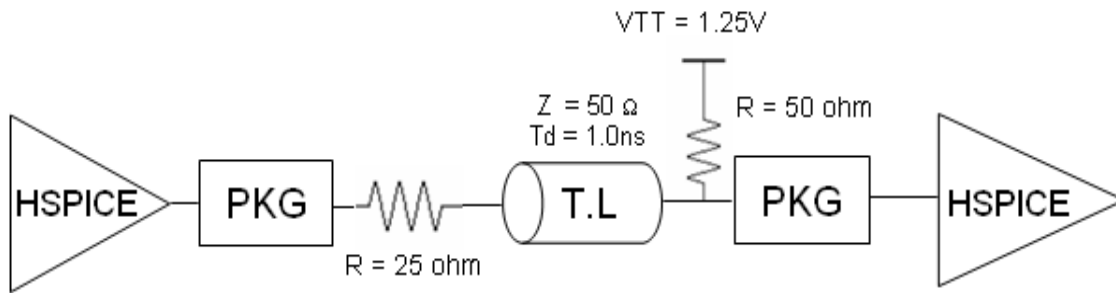 VTT = 1.25V
Z = 50 Ω
Td = 1.0ns
R = 50 ohm
HSPICE
PKG
T.L
PKG
HSPICE
R = 25 ohm